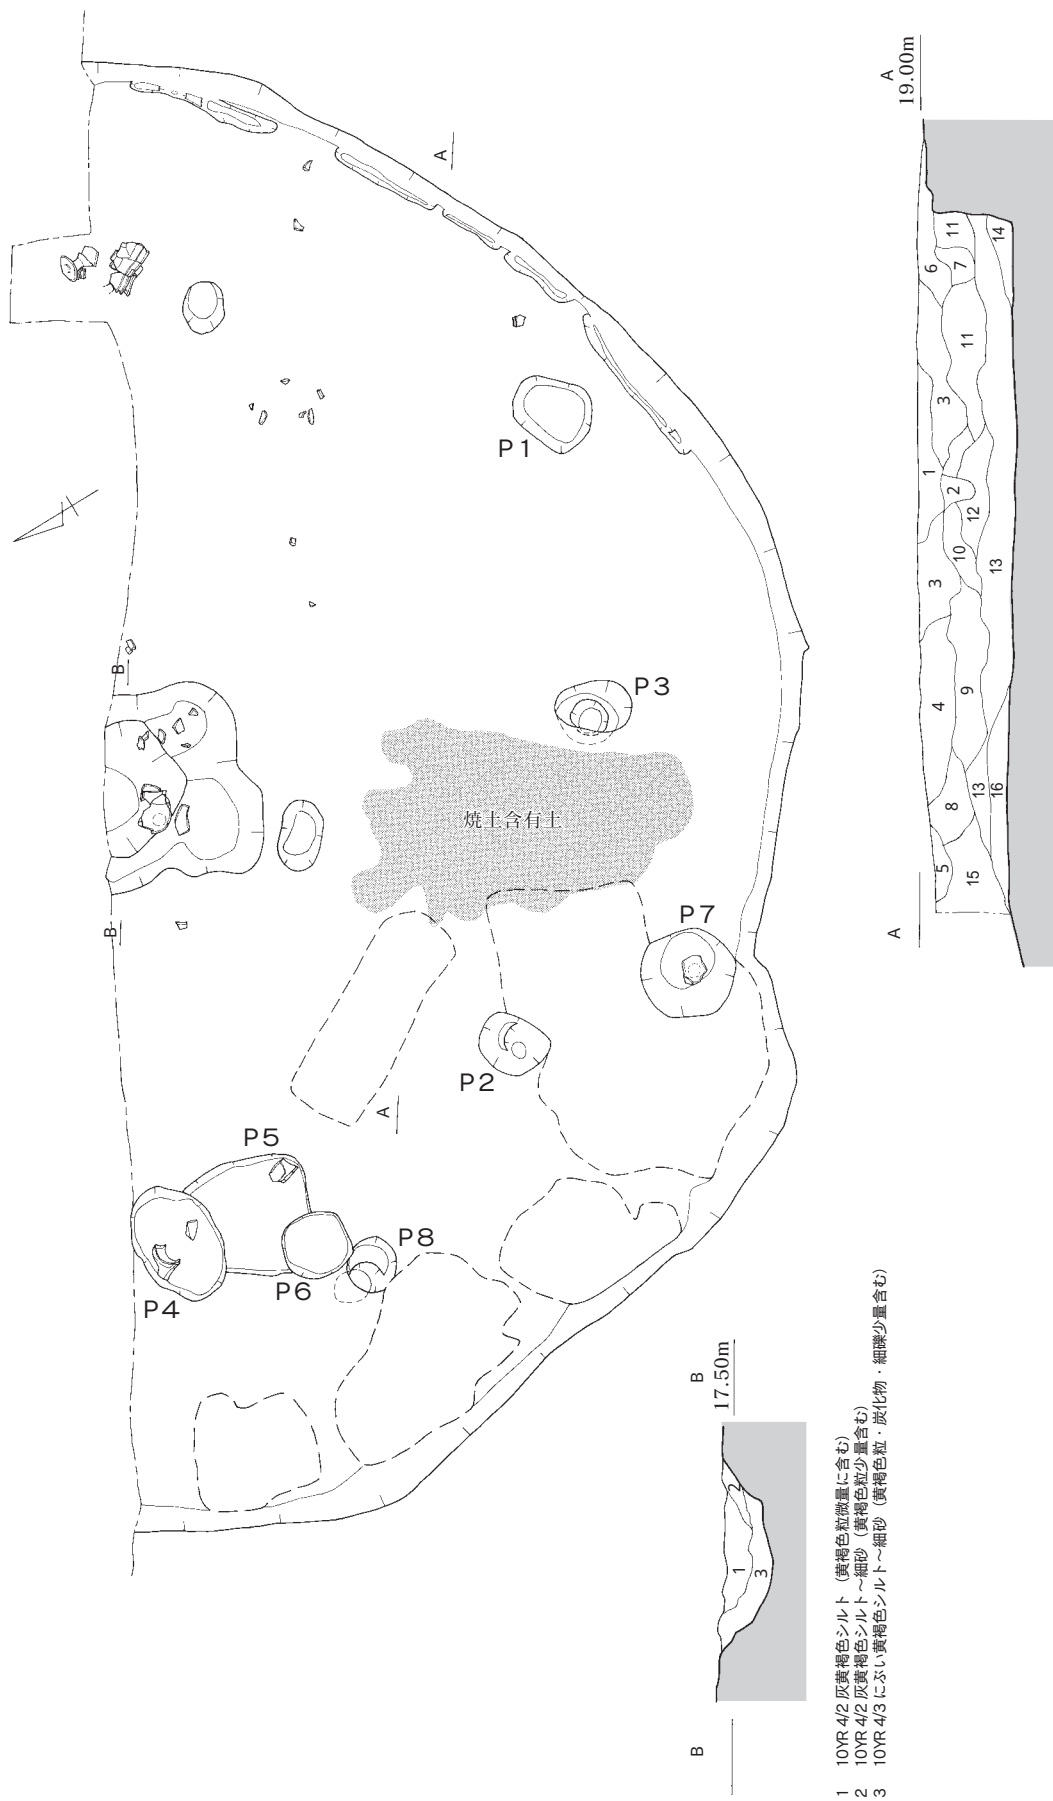 A
P1
B
P3
焼土含有土
B
P7
P2
A
P5
P8
P6
P4
A
19.00m
11
14
6
7
11
3
1
2
12
10
3
13
4
9
13
16
8
5
15
A
B
17.50m
2
1
3
B
1 10YR 4/2 灰黄褐色シルト（黄褐色粒微量に含む）
2 10YR 4/2 灰黄褐色シルト～細砂（黄褐色粒少量含む）
3 10YR 4/3 にぶい黄褐色シルト～細砂（黄褐色粒・炭化物・細礫少量含む）